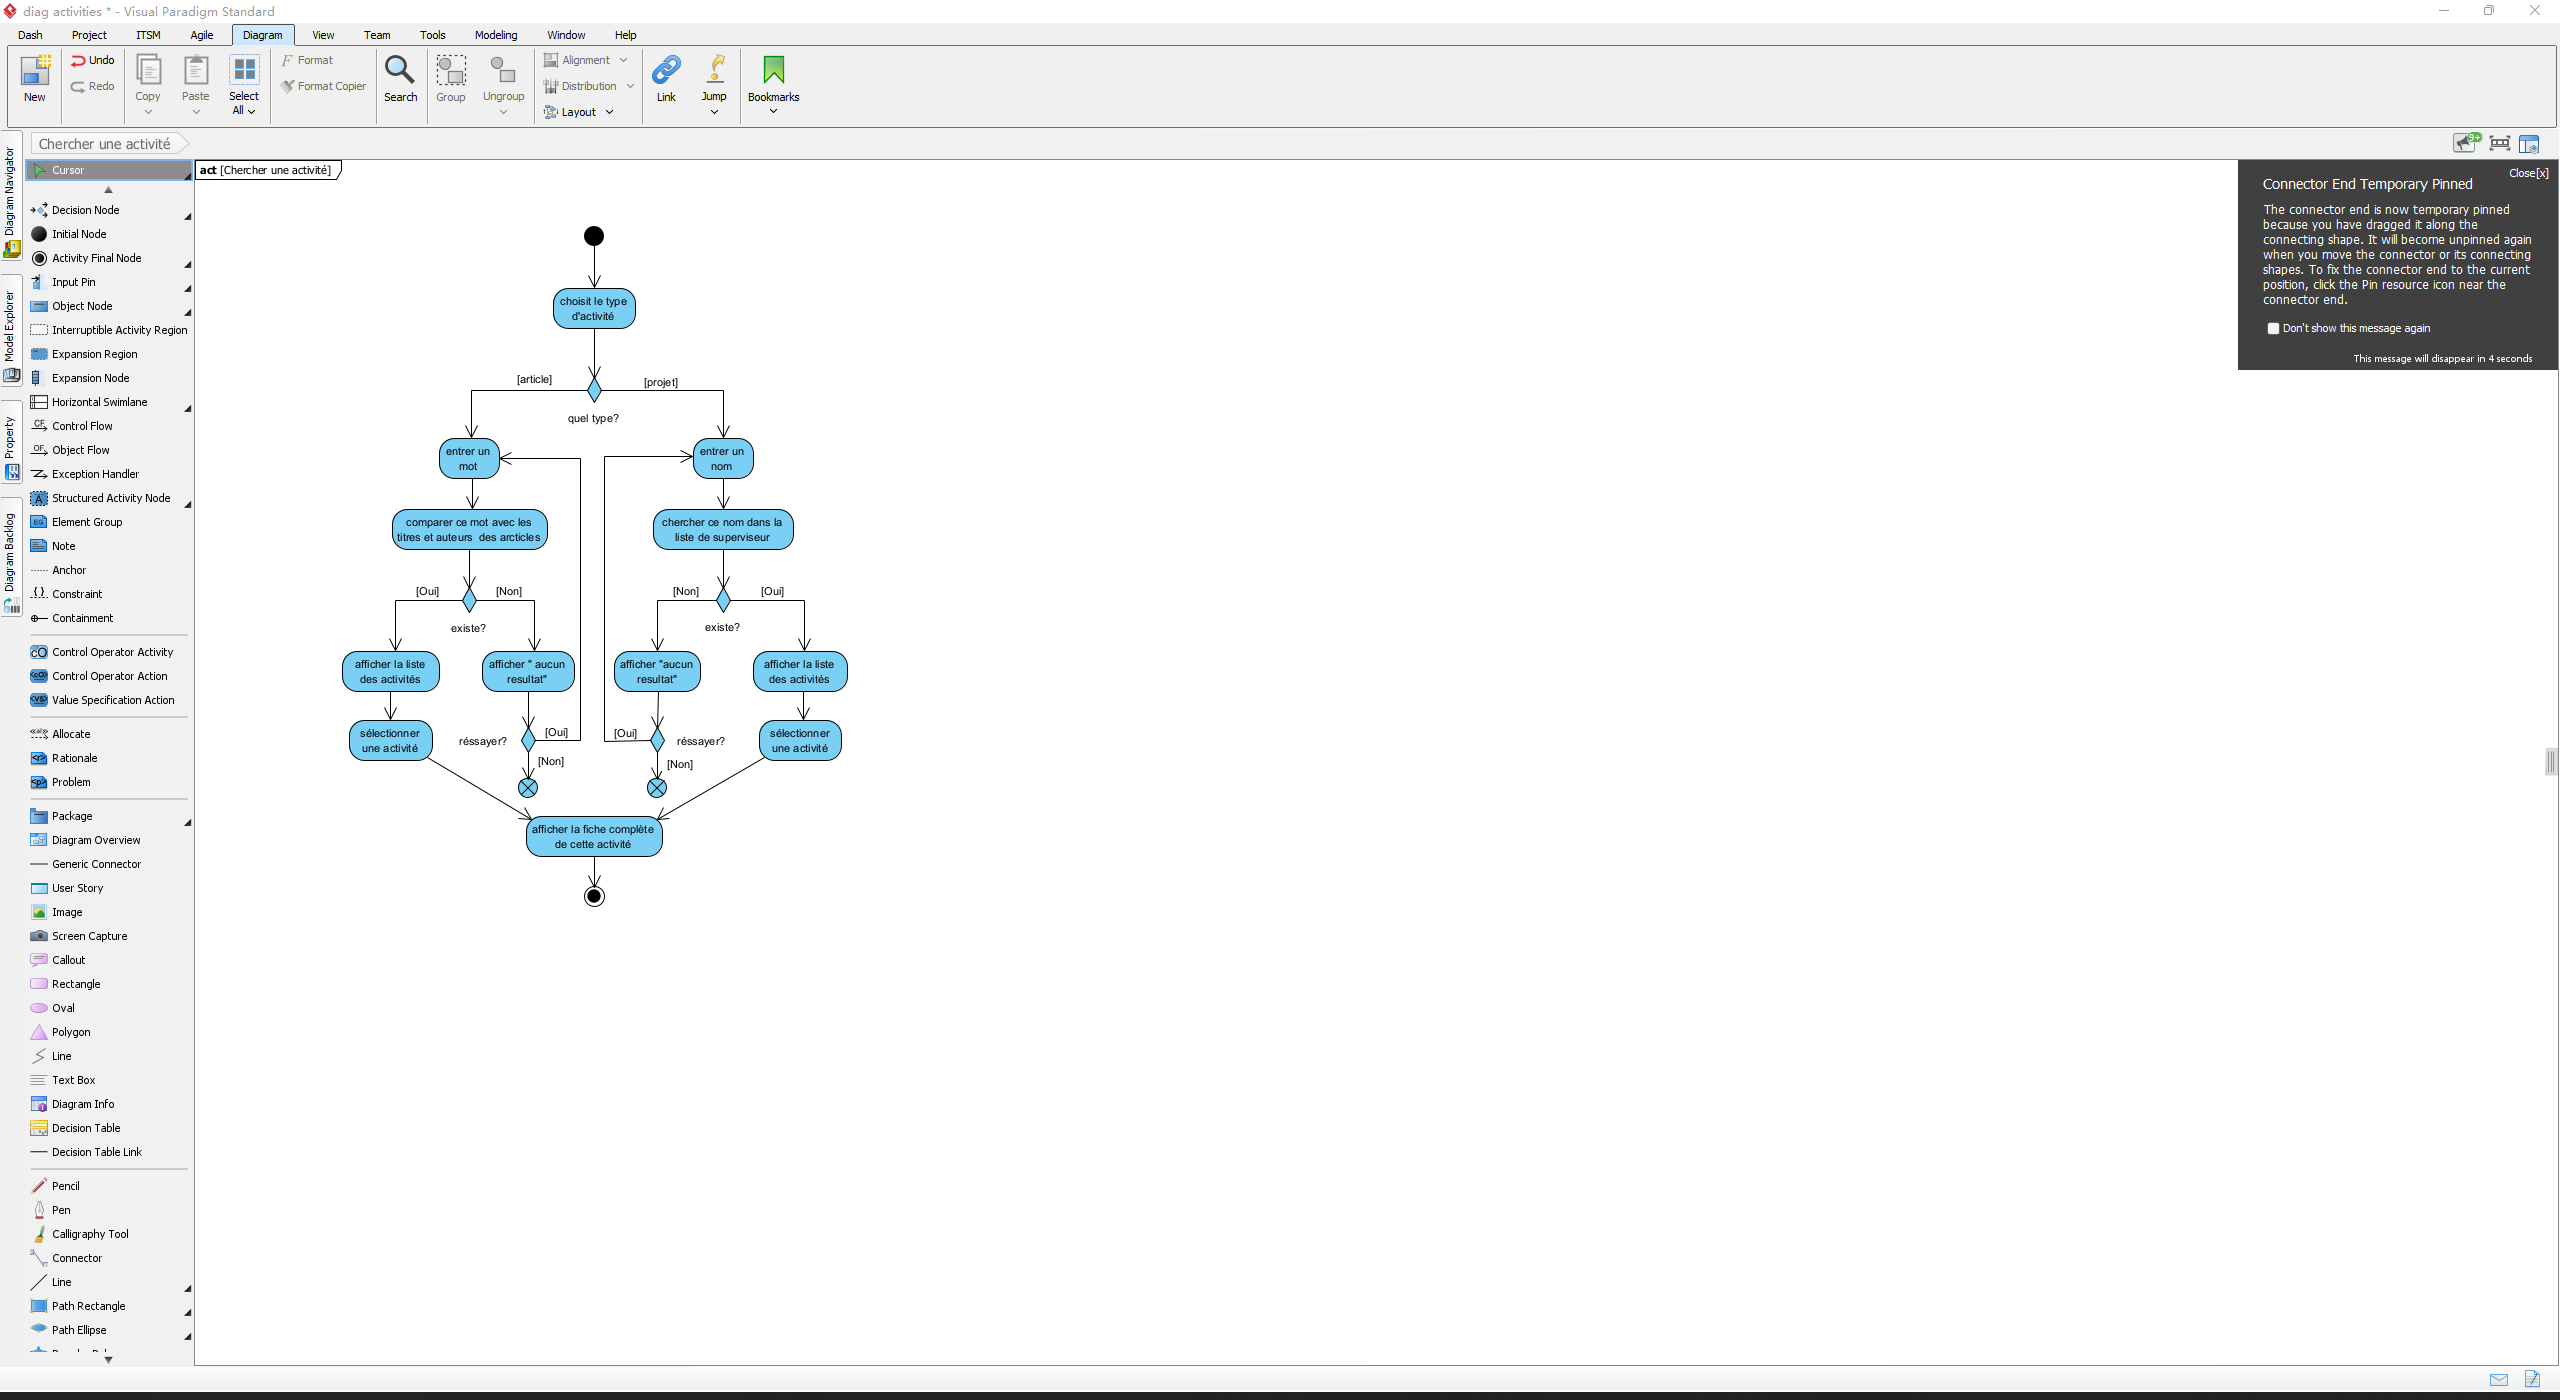 diag activities * - Visual Paradigm Standard
Dash Project ITSM Agile Diagram View Team Tools Modeling Window Help
New
Undo
Redo
Copy
Paste
Select
All
Format
Format Copier
Search
Group
Ungroup
Alignment
Distribution
Layout
Link
Jump
Bookmarks
Chercher une activité
9+
Diagram Navigator
Model Explorer
Property
Diagram Backlog
Cursor
Decision Node
Initial Node
Activity Final Node
Input Pin
Object Node
Interruptible Activity Region
Expansion Region
Expansion Node
Horizontal Swimlane
Control Flow
Object Flow
Exception Handler
Structured Activity Node
Element Group
Note
Anchor
Constraint
Containment
Control Operator Activity
Control Operator Action
Value Specification Action
Allocate
Rationale
Problem
Package
Diagram Overview
Generic Connector
User Story
Image
Screen Capture
Callout
Rectangle
Oval
Polygon
Line
Text Box
Diagram Info
Decision Table
Decision Table Link
Pencil
Pen
Calligraphy Tool
Connector
Line
Path Rectangle
Path Ellipse
act [Chercher une activité]
choisit le type
d'activité
[article]
[projet]
quel type?
entrer un
mot
entrer un
nom
comparer ce mot avec les
titres et auteurs des arcticles
chercher ce nom dans la
liste de superviseur
[Oui]
[Non]
existe?
[Non]
[Oui]
existe?
afficher la liste
des activités
afficher " aucun
resultat"
afficher "aucun
resultat"
afficher la liste
des activités
sélectionner
une activité
réssayer?
[Oui]
[Non]
[Oui]
réssayer?
[Non]
sélectionner
une activité
afficher la fiche complète
de cette activité
Close[x]
Connector End Temporary Pinned
The connector end is now temporary pinned
because you have dragged it along the
connecting shape. It will become unpinned again
when you move the connector or its connecting
shapes. To fix the connector end to the current
position, click the Pin resource icon near the
connector end.
Don't show this message again
This message will disappear in 4 seconds